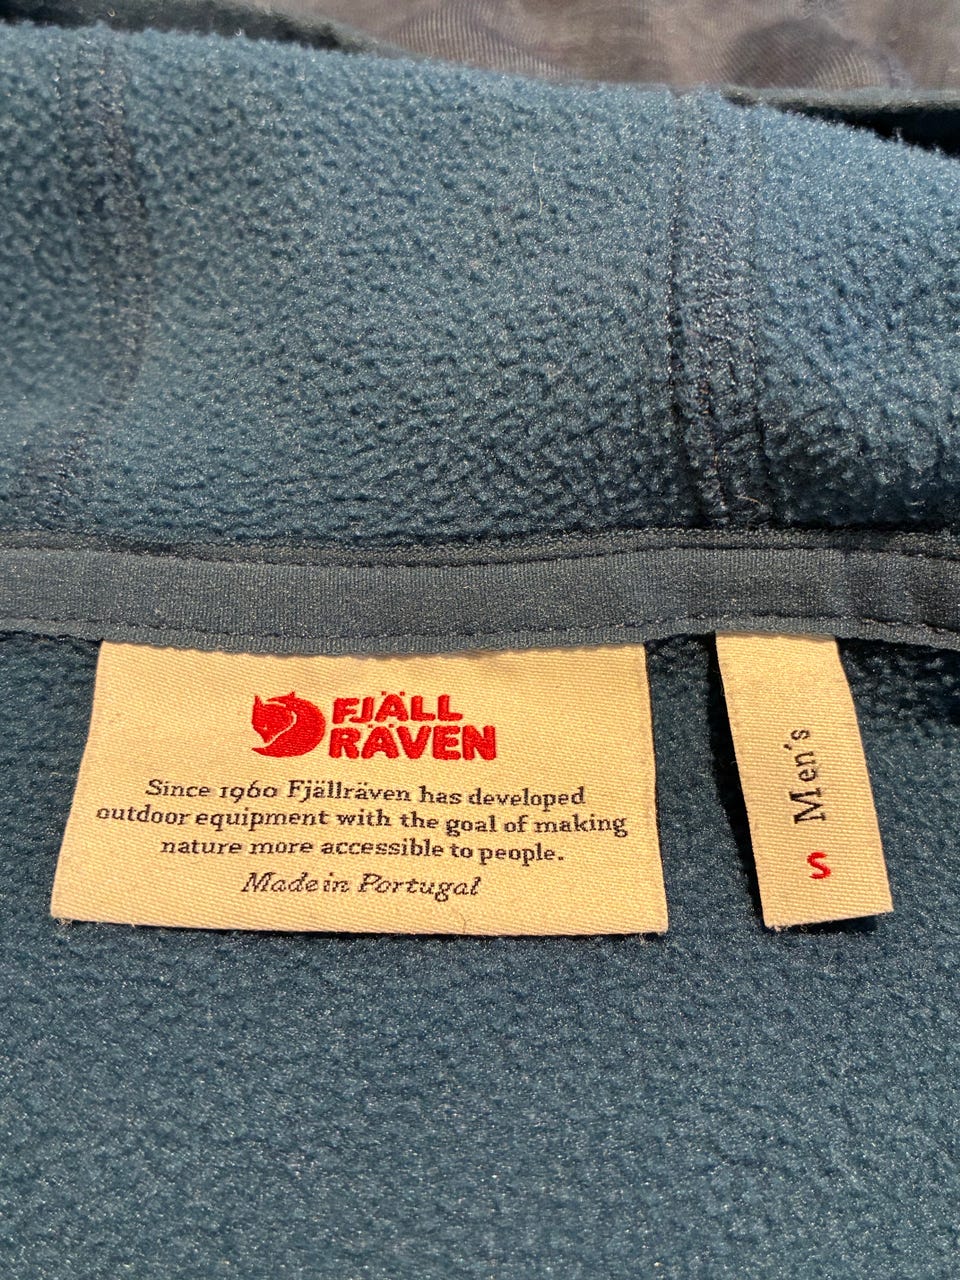 FJÄLL
RÄVEN
Since 1960 Fjällräven has developed
outdoor equipment with the goal of making
nature more accessible to people.
Made in Portugal
Men's
S